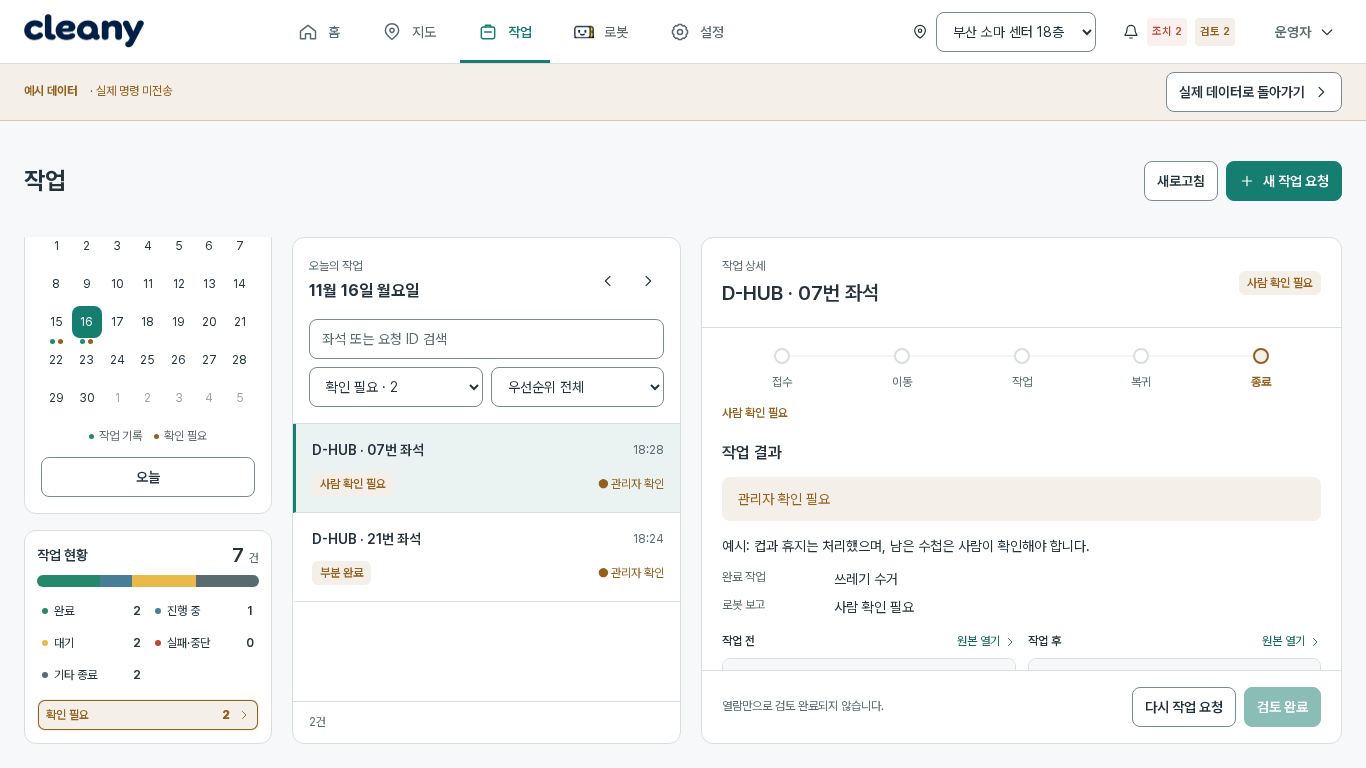 cleany
홈
지도
작업
로봇
설정
부산 소마 센터 18층
조치 2
검토 2
운영자
예시 데이터 · 실제 명령 미전송
실제 데이터로 돌아가기
작업
새로고침
새 작업 요청
1 2 3 4 5 6 7
8 9 10 11 12 13 14
15 16 17 18 19 20 21
22 23 24 25 26 27 28
29 30 1 2 3 4 5
작업 기록 확인 필요
오늘
작업 현황 7 건
완료 2 진행 중 1
대기 2 실패·중단 0
기타 종료 2
확인 필요 2
오늘의 작업
11월 16일 월요일
좌석 또는 요청 ID 검색
확인 필요 · 2
우선순위 전체
D-HUB · 07번 좌석 18:28
사람 확인 필요 관리자 확인
D-HUB · 21번 좌석 18:24
부분 완료 관리자 확인
2건
작업 상세
D-HUB · 07번 좌석
사람 확인 필요
접수 이동 작업 복귀 종료
사람 확인 필요
작업 결과
관리자 확인 필요
예시: 컵과 휴지는 처리했으며, 남은 수첩은 사람이 확인해야 합니다.
완료 작업 쓰레기 수거
로봇 보고 사람 확인 필요
작업 전 원본 열기
작업 후 원본 열기
열람만으로 검토 완료되지 않습니다.
다시 작업 요청
검토 완료